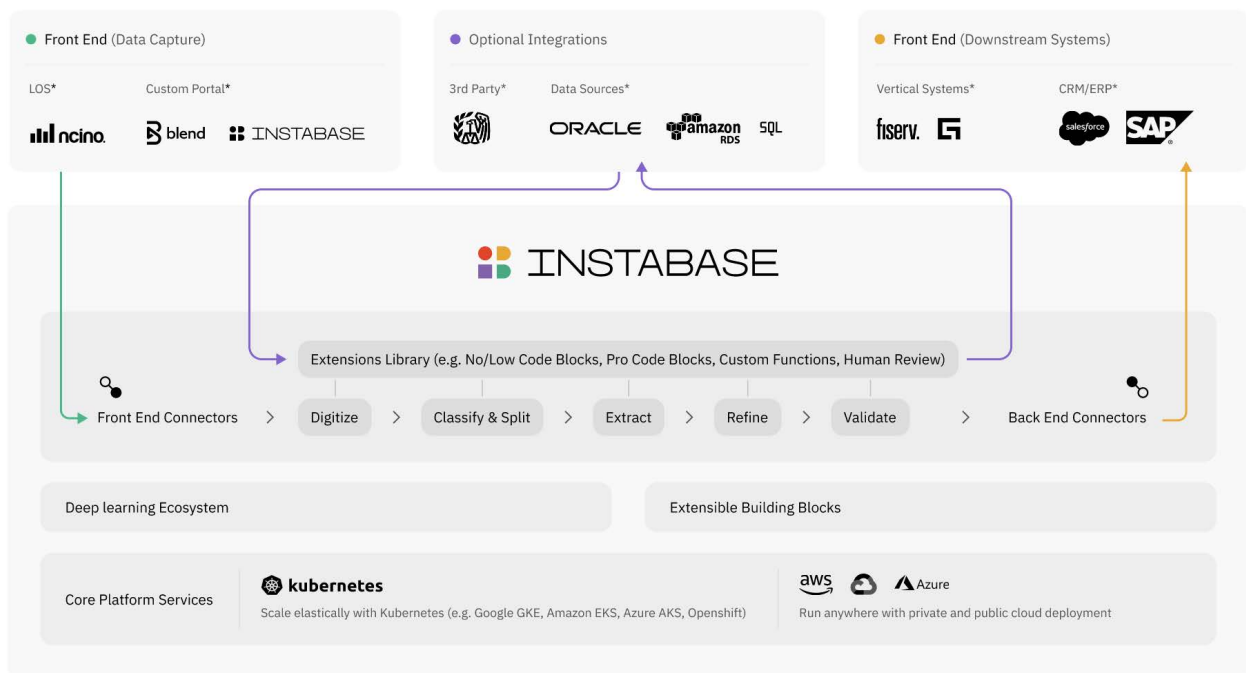 Front End (Data Capture)
LOS*
Custom Portal*
ncino.
blend
INSTABASE
Optional Integrations
3rd Party*
Data Sources*
IRS
ORACLE
amazon
RDS
SQL
Front End (Downstream Systems)
Vertical Systems*
CRM/ERP*
fiserv.
salesforce
SAP
INSTABASE
Extensions Library (e.g. No/Low Code Blocks, Pro Code Blocks, Custom Functions, Human Review)
Front End Connectors > Digitize > Classify & Split > Extract > Refine > Validate > Back End Connectors
Deep learning Ecosystem
Extensible Building Blocks
Core Platform Services
kubernetes
Scale elastically with Kubernetes (e.g. Google GKE, Amazon EKS, Azure AKS, Openshift)
aws
Azure
Run anywhere with private and public cloud deployment